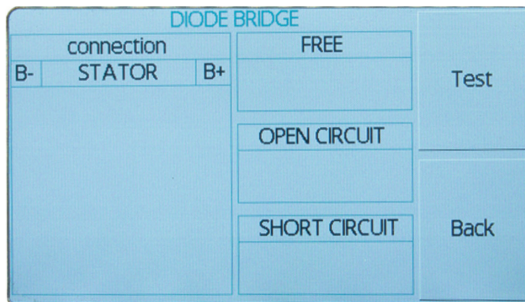 DIODE BRIDGE
connection
B- STATOR B+
FREE
OPEN CIRCUIT
SHORT CIRCUIT
Test
Back